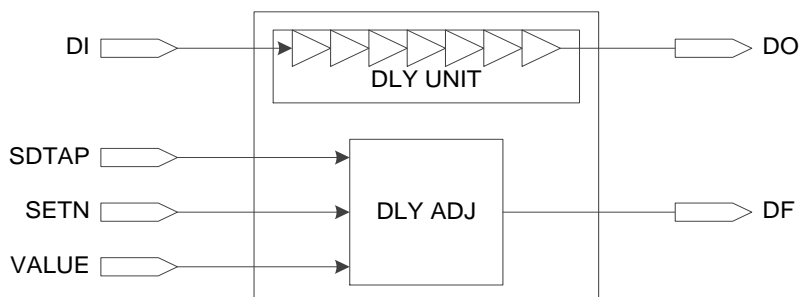 DI
DLY UNIT
DO
SDTAP
SETN
VALUE
DLY ADJ
DF